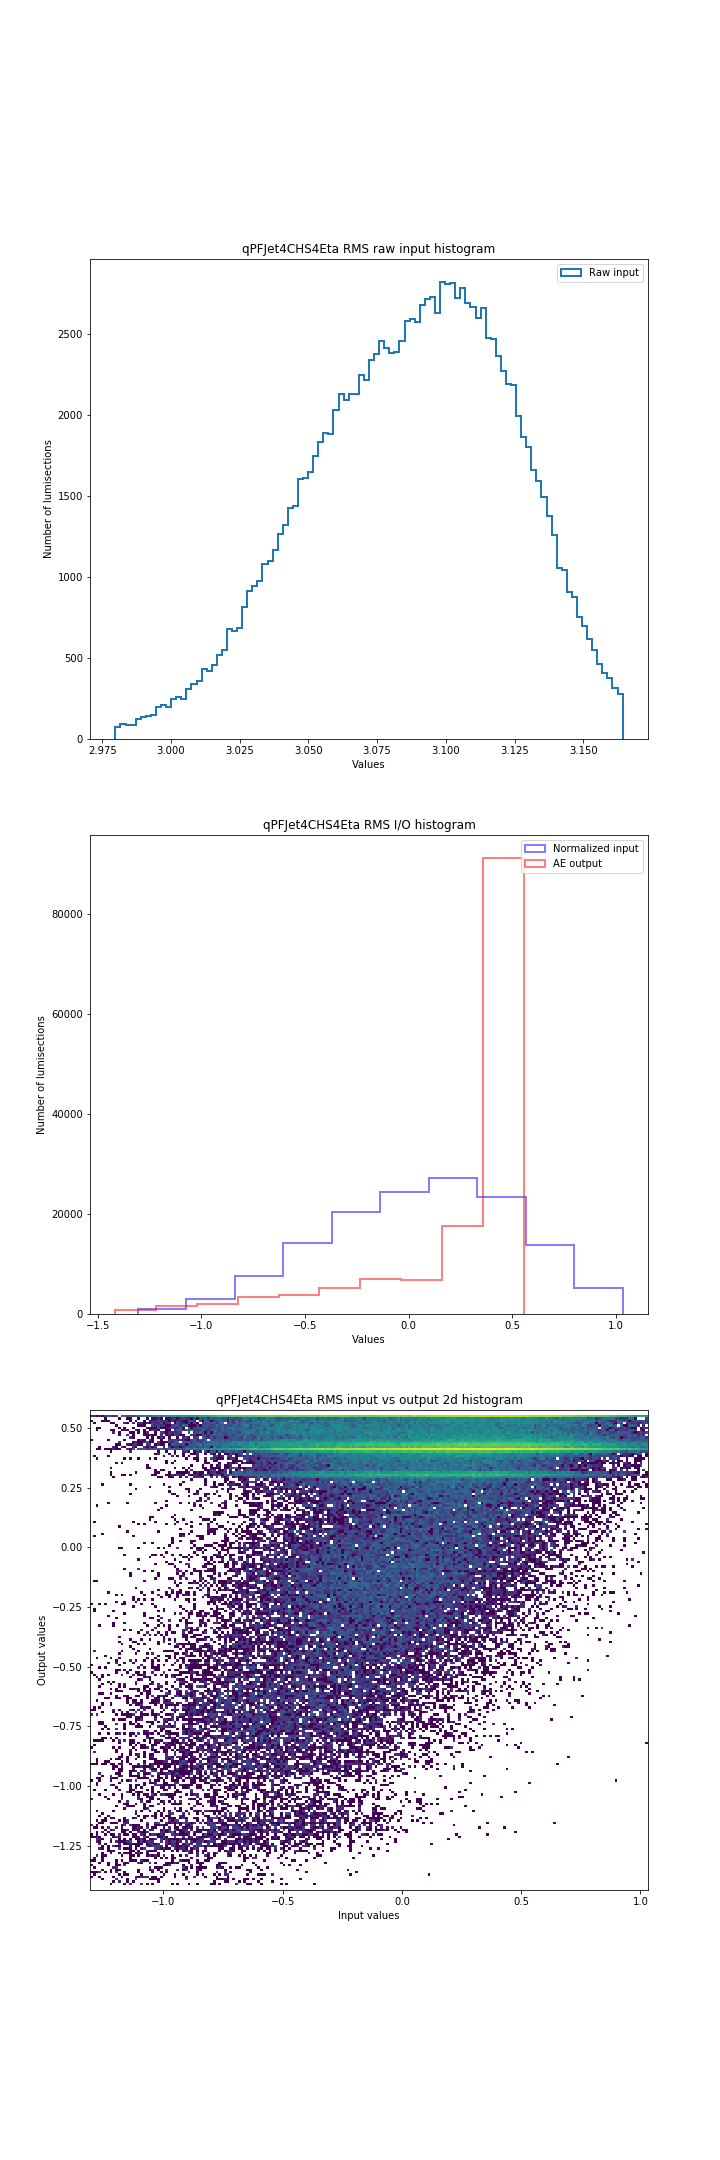 qPFJet4CHS4Eta RMS raw input histogram
Raw input
2500
2000
1500
1000
500
0
Number of lumisections
2.975 3.000 3.025 3.050 3.075 3.100 3.125 3.150
Values
qPFJet4CHS4Eta RMS I/O histogram
Normalized input
AE output
80000
60000
40000
20000
0
Number of lumisections
−1.5 −1.0 −0.5 0.0 0.5 1.0
Values
qPFJet4CHS4Eta RMS input vs output 2d histogram
0.50
0.25
0.00
−0.25
−0.50
−0.75
−1.00
−1.25
Output values
−1.0 −0.5 0.0 0.5 1.0
Input values